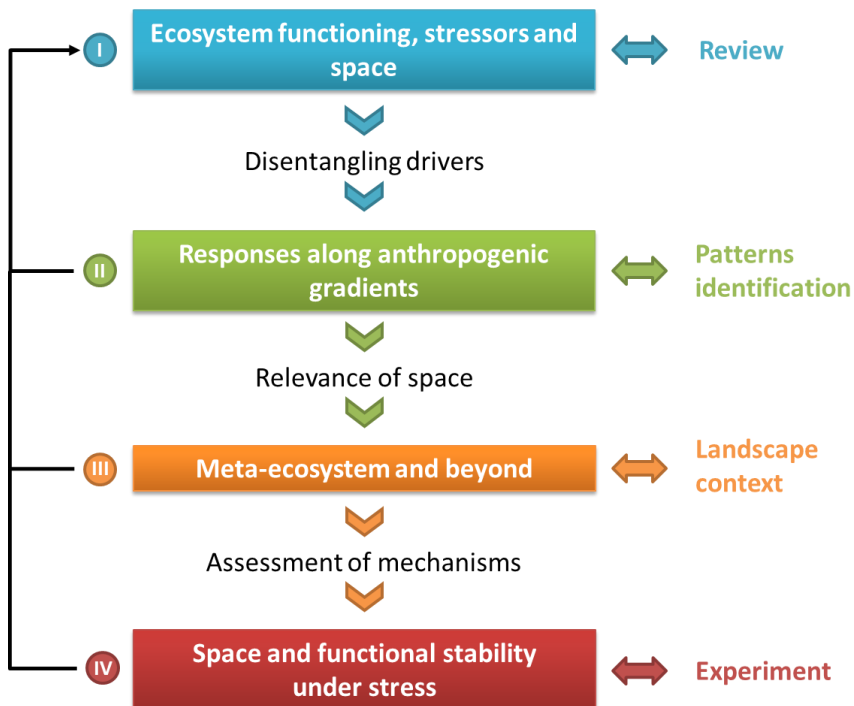 I
Ecosystem functioning, stressors and
space
Review
Disentangling drivers
II
Responses along anthropogenic
gradients
Patterns
identification
Relevance of space
III
Meta-ecosystem and beyond
Landscape
context
Assessment of mechanisms
IV
Space and functional stability
under stress
Experiment